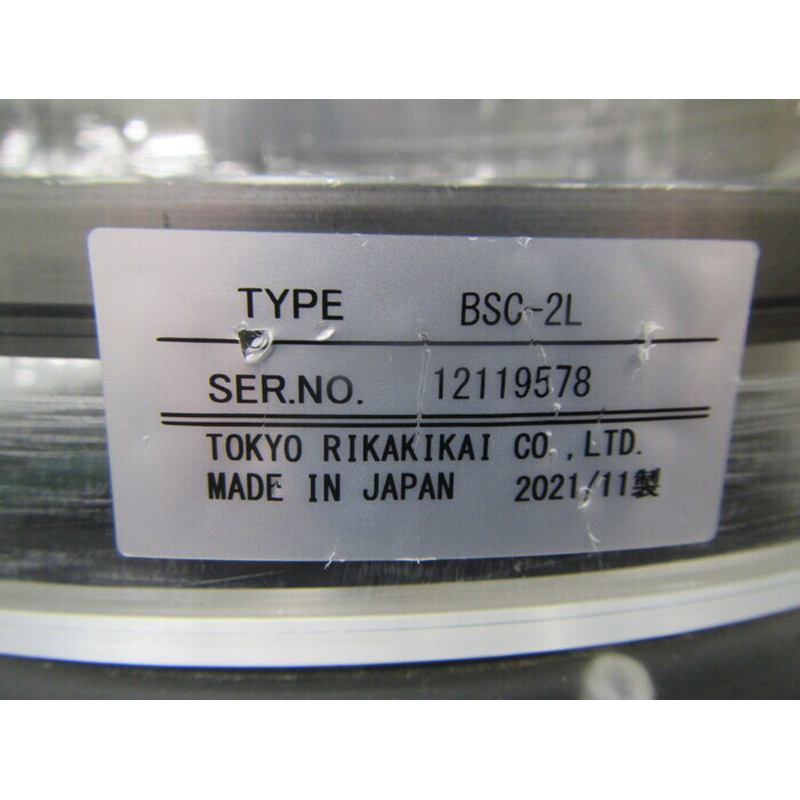 TYPE BSC-2L
SER.NO. 12119578
TOKYO RIKAKIKAI CO.,LTD.
MADE IN JAPAN 2021/11製